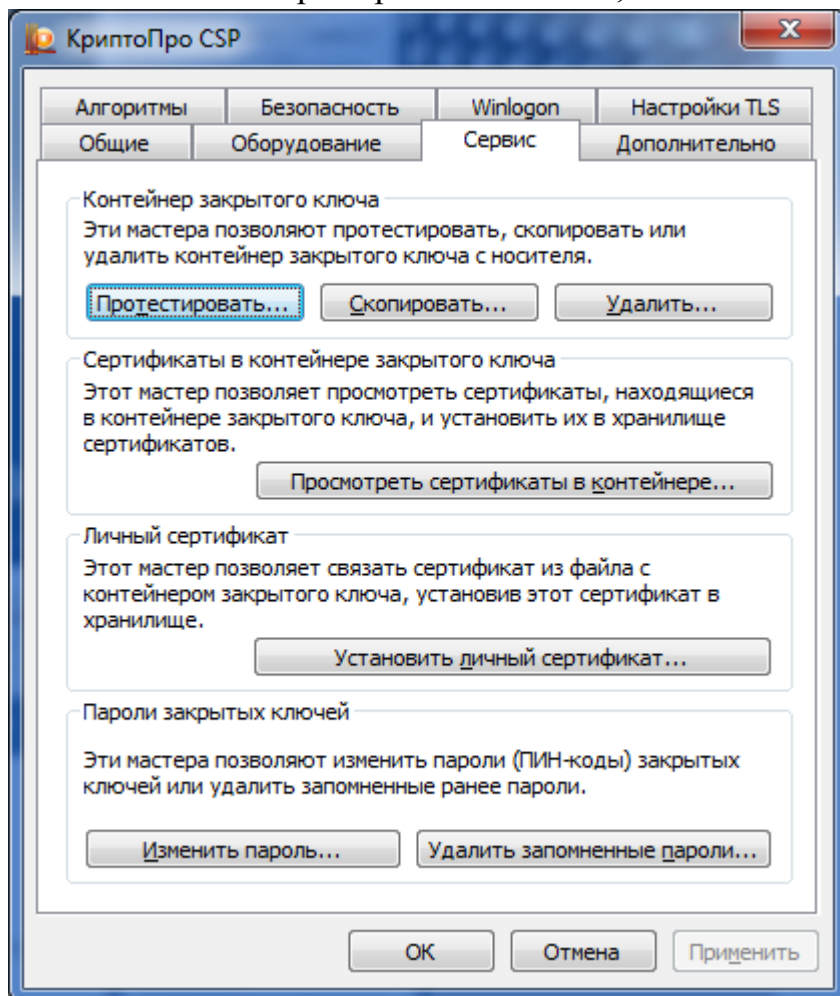 КриптоПро CSP
Алгоритмы Безопасность Winlogon Настройки TLS
Общие Оборудование Сервис Дополнительно
Контейнер закрытого ключа
Эти мастера позволяют протестировать, скопировать или
удалить контейнер закрытого ключа с носителя.
Протестировать... Скопировать... Удалить...
Сертификаты в контейнере закрытого ключа
Этот мастер позволяет просмотреть сертификаты, находящиеся
в контейнере закрытого ключа, и установить их в хранилище
сертификатов.
Просмотреть сертификаты в контейнере...
Личный сертификат
Этот мастер позволяет связать сертификат из файла с
контейнером закрытого ключа, установив этот сертификат в
хранилище.
Установить личный сертификат...
Пароли закрытых ключей
Эти мастера позволяют изменить пароли (ПИН-коды) закрытых
ключей или удалить запомненные ранее пароли.
Изменить пароль... Удалить запомненные пароли...
ОК Отмена Применить